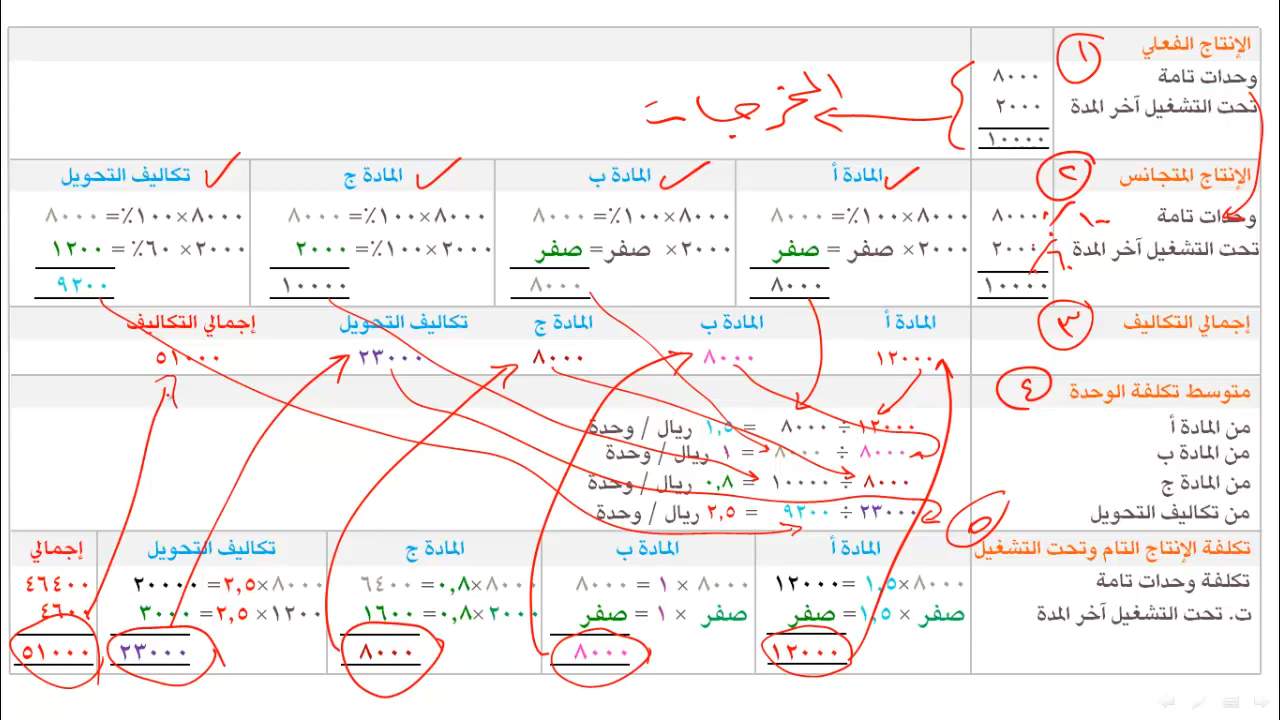 الإنتاج الفعلي ١
وحدات تامة ٨٠٠٠
تحت التشغيل آخر المدة ٢٠٠٠
١٠٠٠٠
المخرجات
الإنتاج المتجانس ٢ المادة أ المادة ب المادة ج تكاليف التحويل
وحدات تامة ٨٠٠٠ ٨٠٠٠×١٠٠٪= ٨٠٠٠ ٨٠٠٠×١٠٠٪= ٨٠٠٠ ٨٠٠٠×١٠٠٪= ٨٠٠٠ ٨٠٠٠×١٠٠٪= ٨٠٠٠
تحت التشغيل آخر المدة ٢٠٠٠ ٢٠٠٠× صفر= صفر ٢٠٠٠× صفر= صفر ٢٠٠٠×١٠٠٪= ٢٠٠٠ ٢٠٠٠×٦٠٪= ١٢٠٠
١٠٠٠٠ ٨٠٠٠ ٨٠٠٠ ١٠٠٠٠ ٩٢٠٠
إجمالي التكاليف ٣ المادة أ المادة ب المادة ج تكاليف التحويل إجمالي التكاليف
١٢٠٠٠ ٨٠٠٠ ٨٠٠٠ ٢٣٠٠٠ ٥١٠٠٠
متوسط تكلفة الوحدة ٤
من المادة أ ١٢٠٠٠ ÷ ٨٠٠٠ = ١,٥ ريال / وحدة
من المادة ب ٨٠٠٠ ÷ ٨٠٠٠ = ١ ريال / وحدة
من المادة ج ٨٠٠٠ ÷ ١٠٠٠٠ = ٠,٨ ريال / وحدة
من تكاليف التحويل ٢٣٠٠٠ ÷ ٩٢٠٠ = ٢,٥ ريال / وحدة
٥
تكلفة الإنتاج التام وتحت التشغيل المادة أ المادة ب المادة ج تكاليف التحويل إجمالي
تكلفة وحدات تامة ٨٠٠٠×١,٥= ١٢٠٠٠ ٨٠٠٠ × ١= ٨٠٠٠ ٨٠٠٠×٠,٨= ٦٤٠٠ ٨٠٠٠×٢,٥= ٢٠٠٠٠ ٤٦٤٠٠
ت. تحت التشغيل آخر المدة صفر × ١,٥= صفر صفر × ١= صفر ٢٠٠٠×٠,٨= ١٦٠٠ ١٢٠٠×٢,٥= ٣٠٠٠ ٤٦٠٠
١٢٠٠٠ ٨٠٠٠ ٨٠٠٠ ٢٣٠٠٠ ٥١٠٠٠